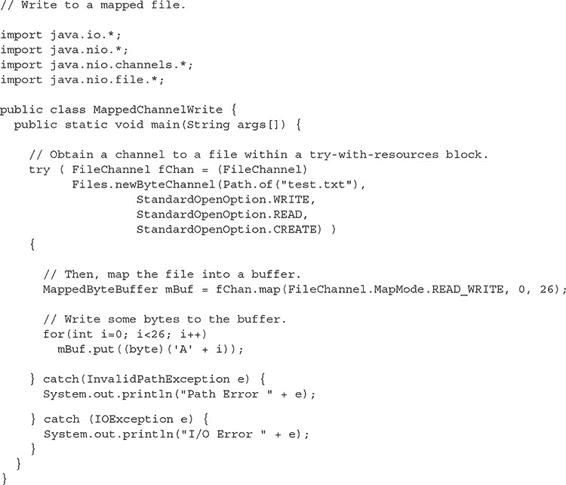 // Write to a mapped file.

import java.io.*;
import java.nio.*;
import java.nio.channels.*;
import java.nio.file.*;

public class MappedChannelWrite {
  public static void main(String args[]) {

    // Obtain a channel to a file within a try-with-resources block.
    try ( FileChannel fChan = (FileChannel)
          Files.newByteChannel(Path.of("test.txt"),
                   StandardOpenOption.WRITE,
                   StandardOpenOption.READ,
                   StandardOpenOption.CREATE) )
    {

      // Then, map the file into a buffer.
      MappedByteBuffer mBuf = fChan.map(FileChannel.MapMode.READ_WRITE, 0, 26);

      // Write some bytes to the buffer.
      for(int i=0; i<26; i++)
        mBuf.put((byte)('A' + i));

    } catch(InvalidPathException e) {
      System.out.println("Path Error " + e);

    } catch (IOException e) {
      System.out.println("I/O Error " + e);
    }
  }
}